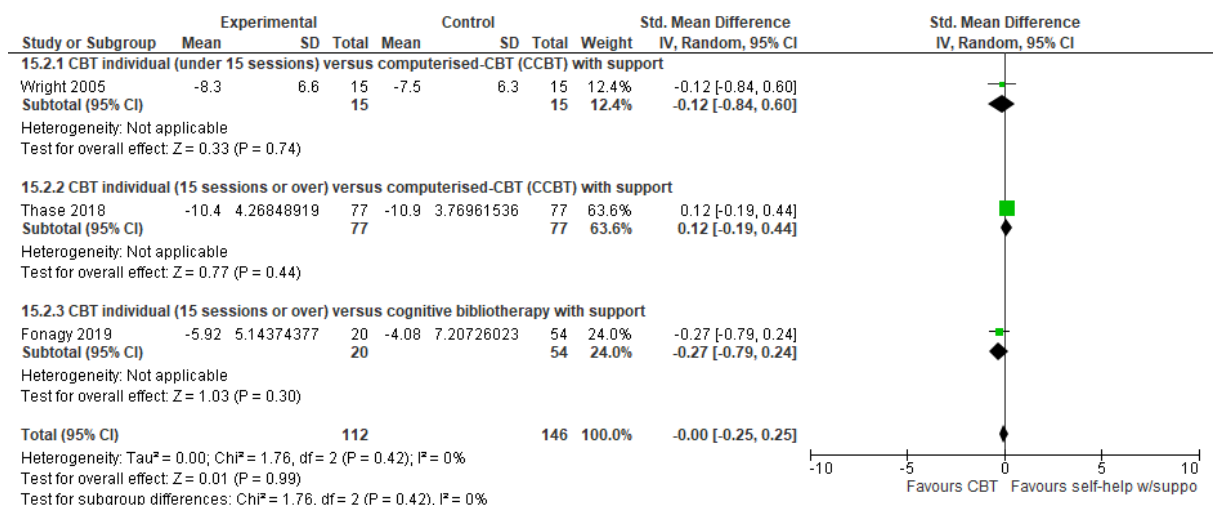 Experimental Control Std. Mean Difference Std. Mean Difference
Study or Subgroup Mean SD Total Mean SD Total Weight IV, Random, 95% CI IV, Random, 95% CI
15.2.1 CBT individual (under 15 sessions) versus computerised-CBT (CCBT) with support
Wright 2005 -8.3 6.6 15 -7.5 6.3 15 12.4% -0.12 [-0.84, 0.60]
Subtotal (95% CI) 15 15 12.4% -0.12 [-0.84, 0.60]
Heterogeneity: Not applicable
Test for overall effect: Z = 0.33 (P = 0.74)
15.2.2 CBT individual (15 sessions or over) versus computerised-CBT (CCBT) with support
Thase 2018 -10.4 4.26848919 77 -10.9 3.76961536 77 63.6% 0.12 [-0.19, 0.44]
Subtotal (95% CI) 77 77 63.6% 0.12 [-0.19, 0.44]
Heterogeneity: Not applicable
Test for overall effect: Z = 0.77 (P = 0.44)
15.2.3 CBT individual (15 sessions or over) versus cognitive bibliotherapy with support
Fonagy 2019 -5.92 5.14374377 20 -4.08 7.20726023 54 24.0% -0.27 [-0.79, 0.24]
Subtotal (95% CI) 20 54 24.0% -0.27 [-0.79, 0.24]
Heterogeneity: Not applicable
Test for overall effect: Z = 1.03 (P = 0.30)
Total (95% CI) 112 146 100.0% -0.00 [-0.25, 0.25]
Heterogeneity: Tau² = 0.00; Chi² = 1.76, df = 2 (P = 0.42); I² = 0%
Test for overall effect: Z = 0.01 (P = 0.99)
Test for subgroup differences: Chi² = 1.76, df = 2 (P = 0.42), I² = 0%
-10 -5 0 5 10
Favours CBT Favours self-help w/suppo